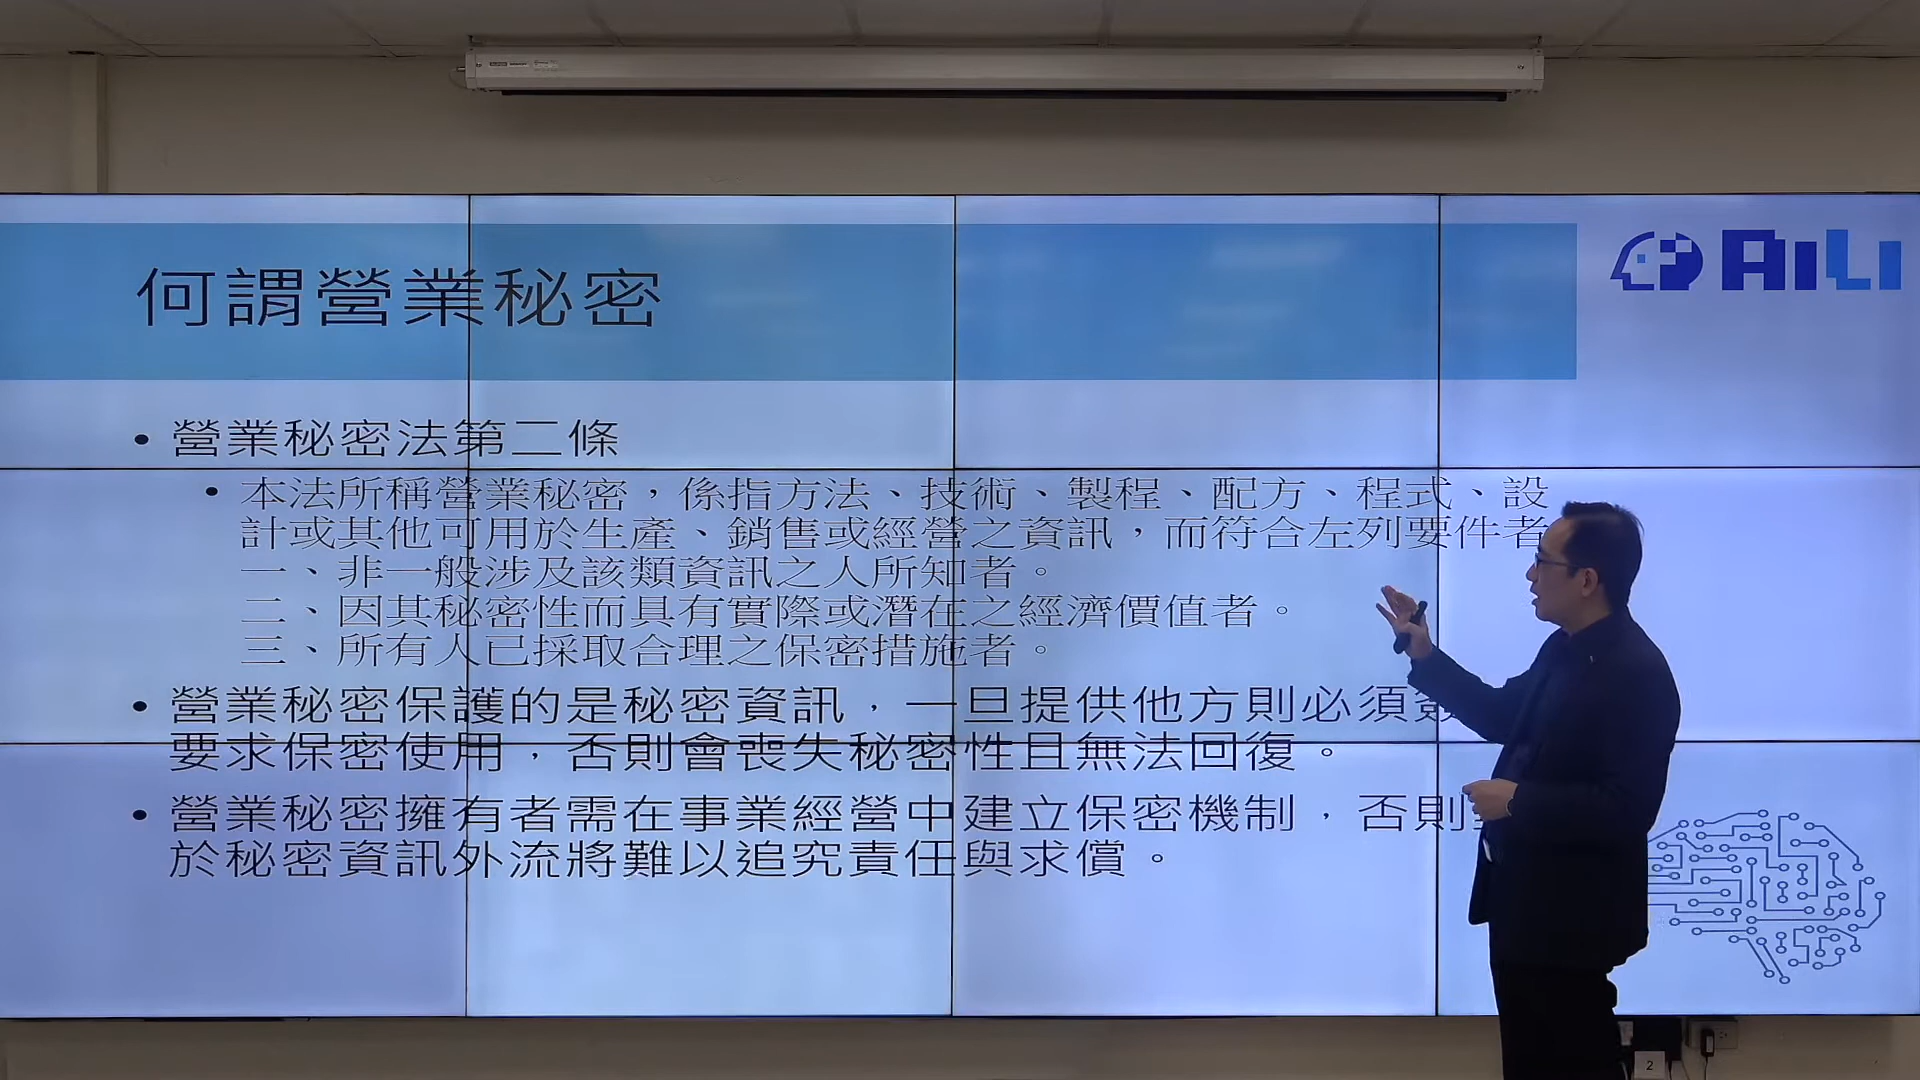 何謂營業秘密
AiLi
• 營業秘密法第二條
• 本法所稱營業秘密，係指方法、技術、製程、配方、程式、設
計或其他可用於生產、銷售或經營之資訊，而符合左列要件者
一、非一般涉及該類資訊之人所知者。
二、因其秘密性而具有實際或潛在之經濟價值者。
三、所有人已採取合理之保密措施者。
• 營業秘密保護的是秘密資訊，一旦提供他方則必須簽
要求保密使用，否則會喪失秘密性且無法回復。
• 營業秘密擁有者需在事業經營中建立保密機制，否則
於秘密資訊外流將難以追究責任與求償。
2